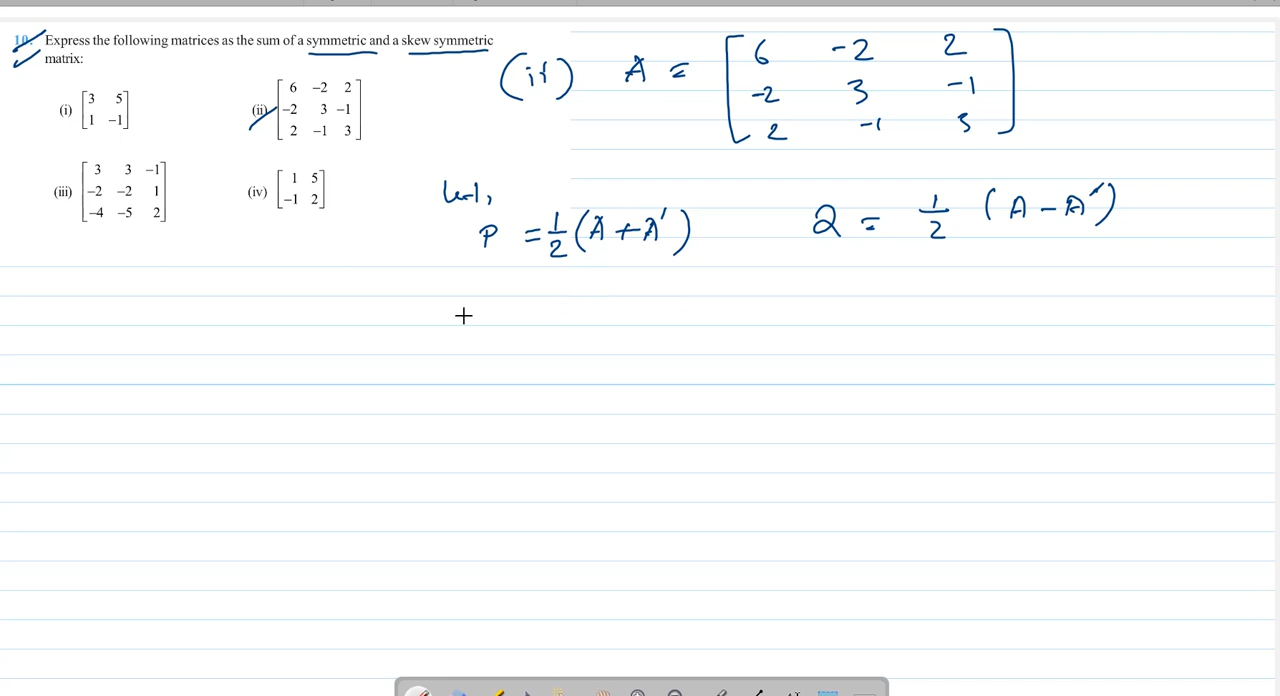 10. Express the following matrices as the sum of a symmetric and a skew symmetric
matrix:
(i) [3 5
1 −1]
(ii) [6 −2 2
−2 3 −1
2 −1 3]
(iii) [3 3 −1
−2 −2 1
−4 −5 2]
(iv) [1 5
−1 2]
(ii) A = [6 -2 2
-2 3 -1
2 -1 3]
Let,
P = 1/2 (A + A')
Q = 1/2 (A - A')